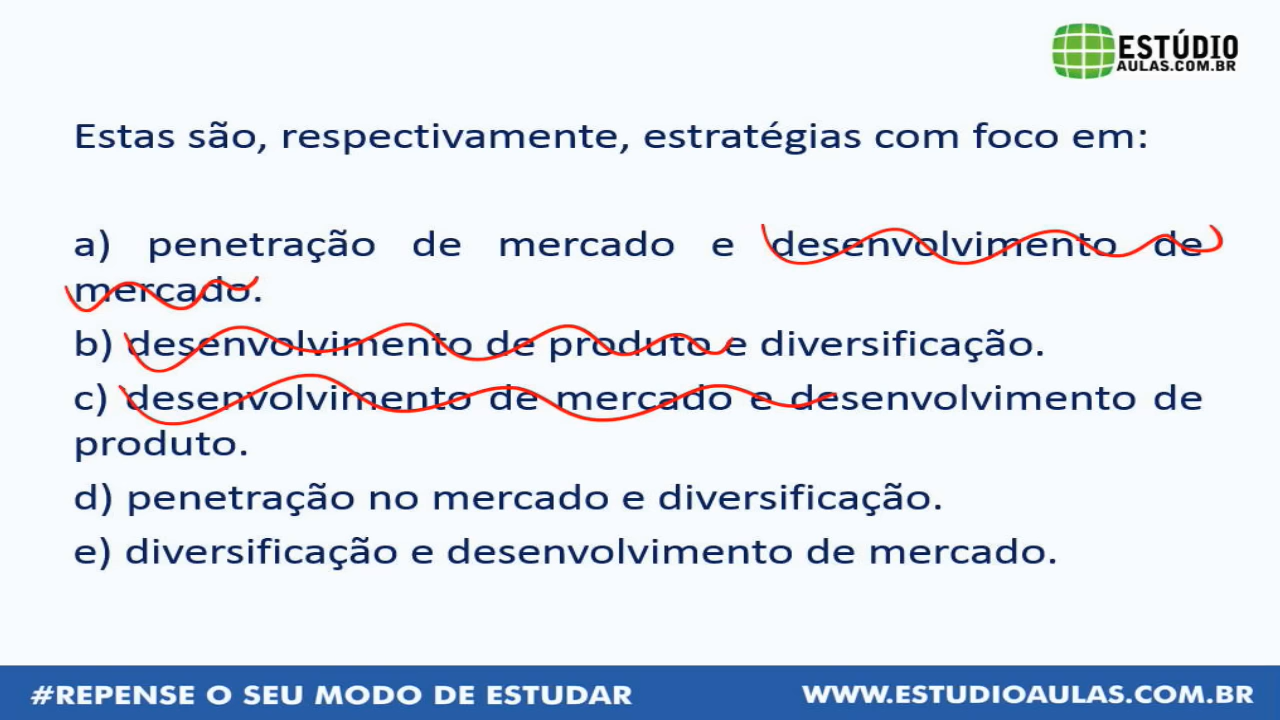 ESTÚDIO
AULAS.COM.BR
Estas são, respectivamente, estratégias com foco em:
a) penetração de mercado e desenvolvimento de
mercado.
b) desenvolvimento de produto e diversificação.
c) desenvolvimento de mercado e desenvolvimento de
produto.
d) penetração no mercado e diversificação.
e) diversificação e desenvolvimento de mercado.
#REPENSE O SEU MODO DE ESTUDAR
WWW.ESTUDIOAULAS.COM.BR